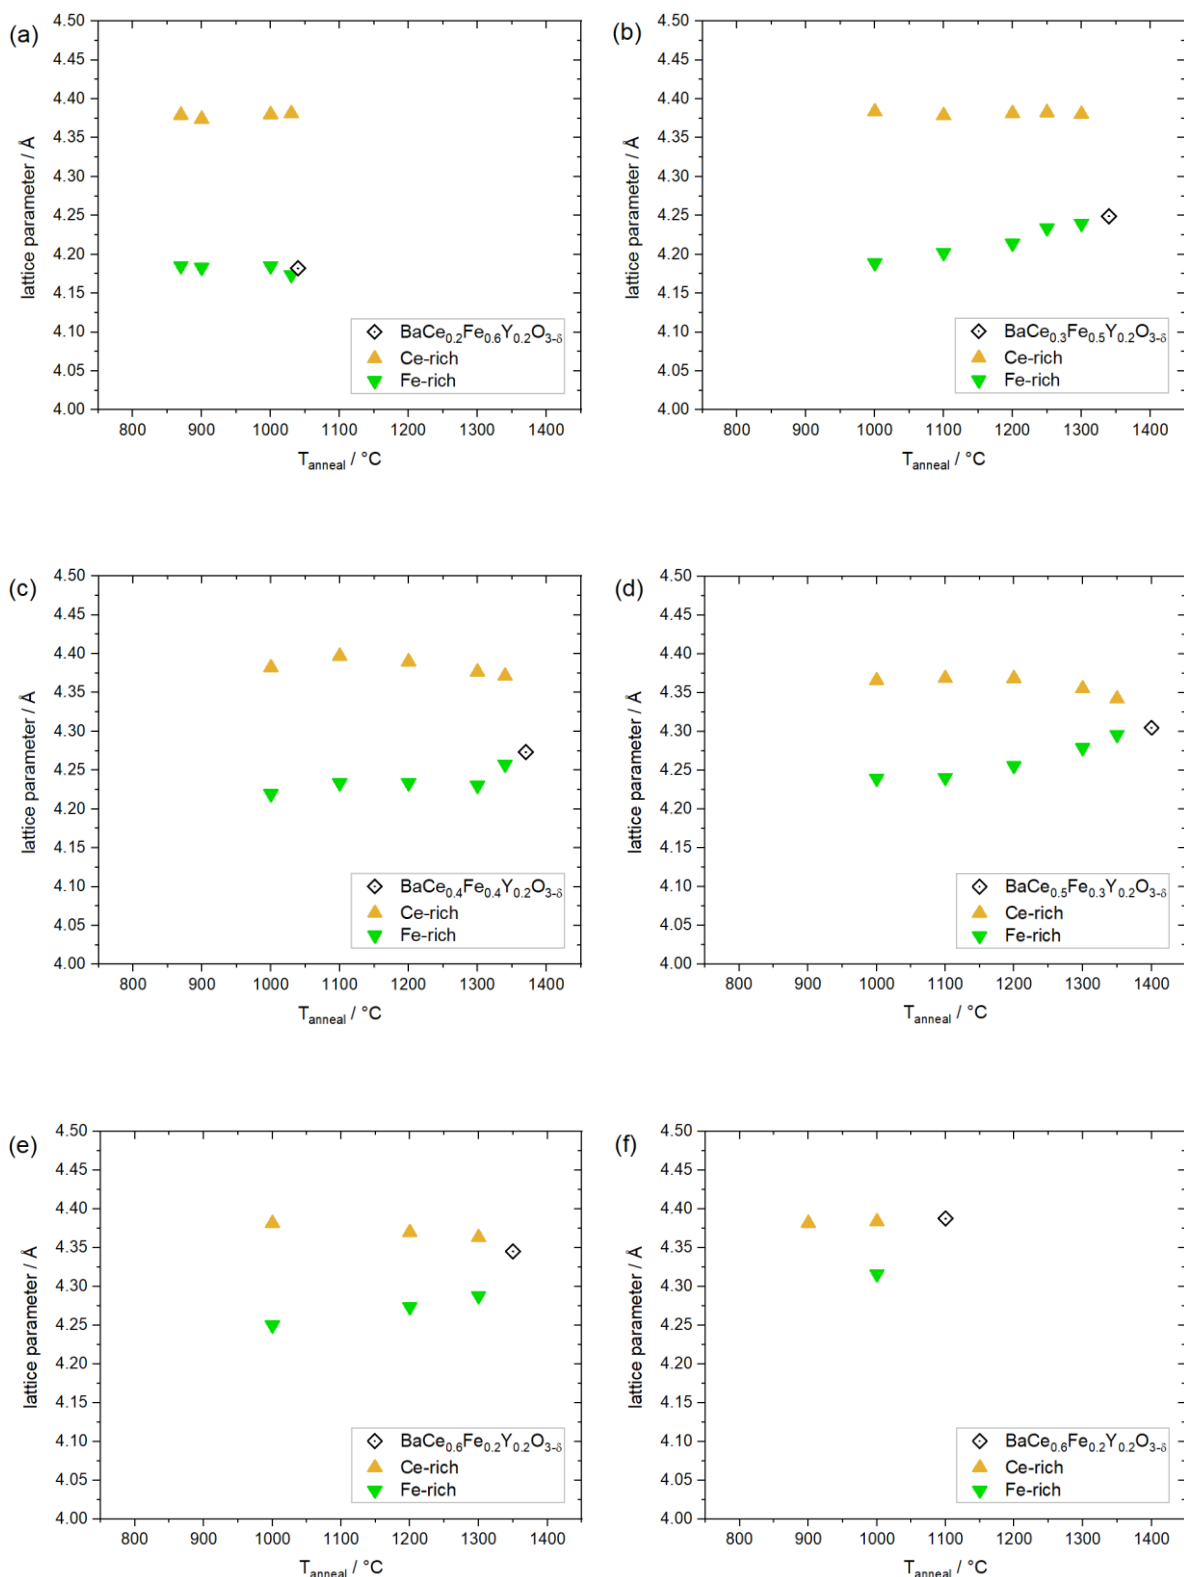 (a)
4.50
4.45
4.40
4.35
4.30
4.25
4.20
4.15
4.10
4.05
4.00
lattice parameter / Å
800 900 1000 1100 1200 1300 1400
T_anneal / °C
BaCe0.2Fe0.6Y0.2O3-δ
Ce-rich
Fe-rich
(b)
4.50
4.45
4.40
4.35
4.30
4.25
4.20
4.15
4.10
4.05
4.00
lattice parameter / Å
800 900 1000 1100 1200 1300 1400
T_anneal / °C
BaCe0.3Fe0.5Y0.2O3-δ
Ce-rich
Fe-rich
(c)
4.50
4.45
4.40
4.35
4.30
4.25
4.20
4.15
4.10
4.05
4.00
lattice parameter / Å
800 900 1000 1100 1200 1300 1400
T_anneal / °C
BaCe0.4Fe0.4Y0.2O3-δ
Ce-rich
Fe-rich
(d)
4.50
4.45
4.40
4.35
4.30
4.25
4.20
4.15
4.10
4.05
4.00
lattice parameter / Å
800 900 1000 1100 1200 1300 1400
T_anneal / °C
BaCe0.5Fe0.3Y0.2O3-δ
Ce-rich
Fe-rich
(e)
4.50
4.45
4.40
4.35
4.30
4.25
4.20
4.15
4.10
4.05
4.00
lattice parameter / Å
800 900 1000 1100 1200 1300 1400
T_anneal / °C
BaCe0.6Fe0.2Y0.2O3-δ
Ce-rich
Fe-rich
(f)
4.50
4.45
4.40
4.35
4.30
4.25
4.20
4.15
4.10
4.05
4.00
lattice parameter / Å
800 900 1000 1100 1200 1300 1400
T_anneal / °C
BaCe0.6Fe0.2Y0.2O3-δ
Ce-rich
Fe-rich